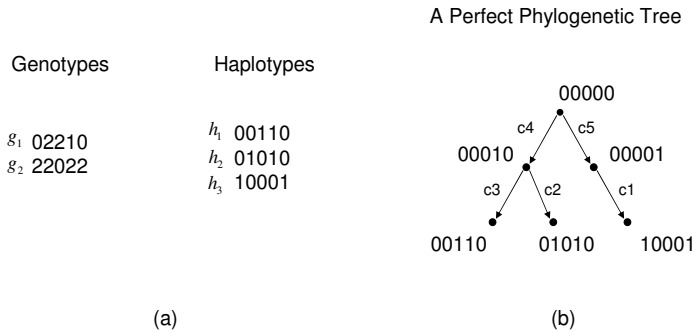 A Perfect Phylogenetic Tree
Genotypes
Haplotypes
g1 02210
g2 22022
h1 00110
h2 01010
h3 10001
00000
c4 c5
00010 00001
c3 c2 c1
00110 01010 10001
(a)
(b)